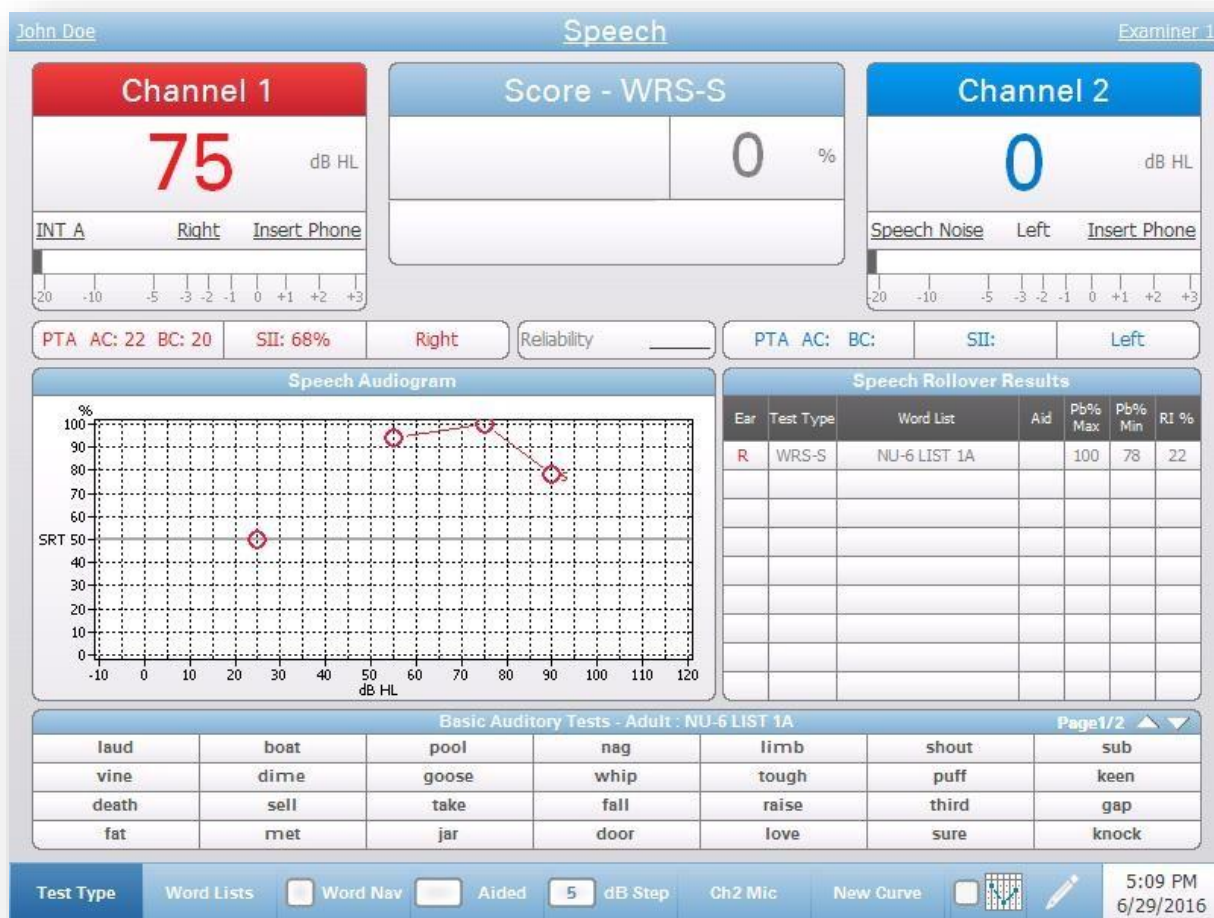 John Doe Speech Examiner 1
Channel 1 Score - WRS-S Channel 2
75 dB HL 0 % 0 dB HL
INT A Right Insert Phone Speech Noise Left Insert Phone
-20 -10 -5 -3 -2 -1 0 +1 +2 +3 -20 -10 -5 -3 -2 -1 0 +1 +2 +3
PTA AC: 22 BC: 20 SII: 68% Right Reliability PTA AC: BC: SII: Left
Speech Audiogram
%
100
90
80
70
60
SRT 50
40
30
20
10
0
S
-10 0 10 20 30 40 50 60 70 80 90 100 110 120
dB HL
Speech Rollover Results
Ear Test Type Word List Aid Pb% Max Pb% Min RI %
R WRS-S NU-6 LIST 1A 100 78 22
Basic Auditory Tests - Adult : NU-6 LIST 1A Page1/2
laud boat pool nag limb shout sub
vine dime goose whip tough puff keen
death sell take fall raise third gap
fat met jar door love sure knock
Test Type Word Lists Word Nav Aided 5 dB Step Ch2 Mic New Curve 5:09 PM
6/29/2016